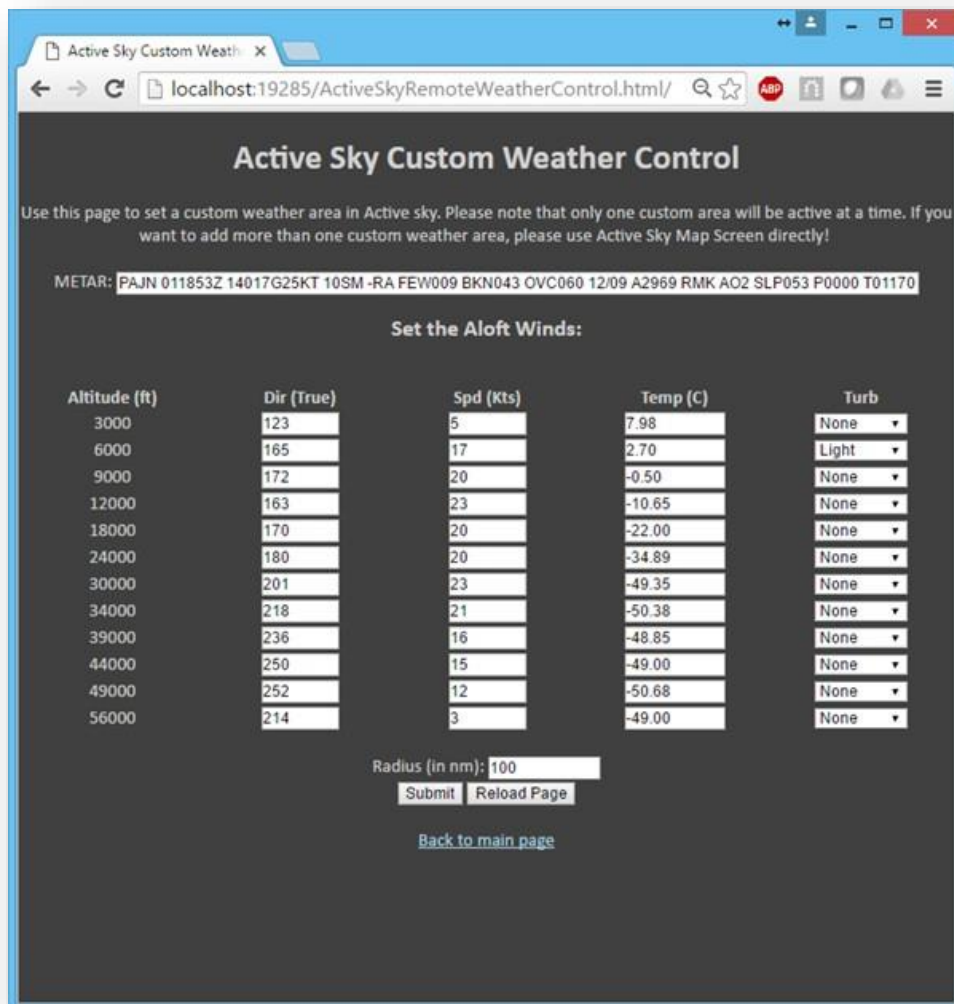 Active Sky Custom Weath
localhost:19285/ActiveSkyRemoteWeatherControl.html/
ABP
Active Sky Custom Weather Control
Use this page to set a custom weather area in Active sky. Please note that only one custom area will be active at a time. If you
want to add more than one custom weather area, please use Active Sky Map Screen directly!
METAR: PAJN 011853Z 14017G25KT 10SM -RA FEW009 BKN043 OVC060 12/09 A2969 RMK AO2 SLP053 P0000 T01170
Set the Aloft Winds:
Altitude (ft) Dir (True) Spd (Kts) Temp (C) Turb
3000 123 5 7.98 None
6000 165 17 2.70 Light
9000 172 20 -0.50 None
12000 163 23 -10.65 None
18000 170 20 -22.00 None
24000 180 20 -34.89 None
30000 201 23 -49.35 None
34000 218 21 -50.38 None
39000 236 16 -48.85 None
44000 250 15 -49.00 None
49000 252 12 -50.68 None
56000 214 3 -49.00 None
Radius (in nm): 100
Submit Reload Page
Back to main page